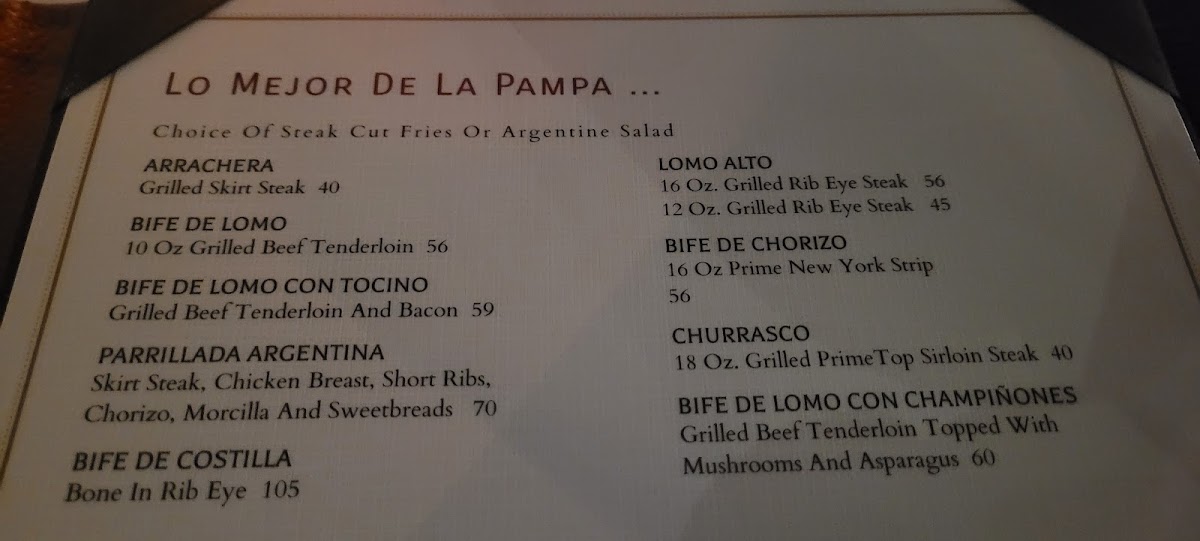 Lo Mejor De La Pampa ...
Choice Of Steak Cut Fries Or Argentine Salad
ARRACHERA
Grilled Skirt Steak 40
BIFE DE LOMO
10 Oz Grilled Beef Tenderloin 56
BIFE DE LOMO CON TOCINO
Grilled Beef Tenderloin And Bacon 59
PARRILLADA ARGENTINA
Skirt Steak, Chicken Breast, Short Ribs,
Chorizo, Morcilla And Sweetbreads 70
BIFE DE COSTILLA
Bone In Rib Eye 105
LOMO ALTO
16 Oz. Grilled Rib Eye Steak 56
12 Oz. Grilled Rib Eye Steak 45
BIFE DE CHORIZO
16 Oz Prime New York Strip
56
CHURRASCO
18 Oz. Grilled PrimeTop Sirloin Steak 40
BIFE DE LOMO CON CHAMPIÑONES
Grilled Beef Tenderloin Topped With
Mushrooms And Asparagus 60